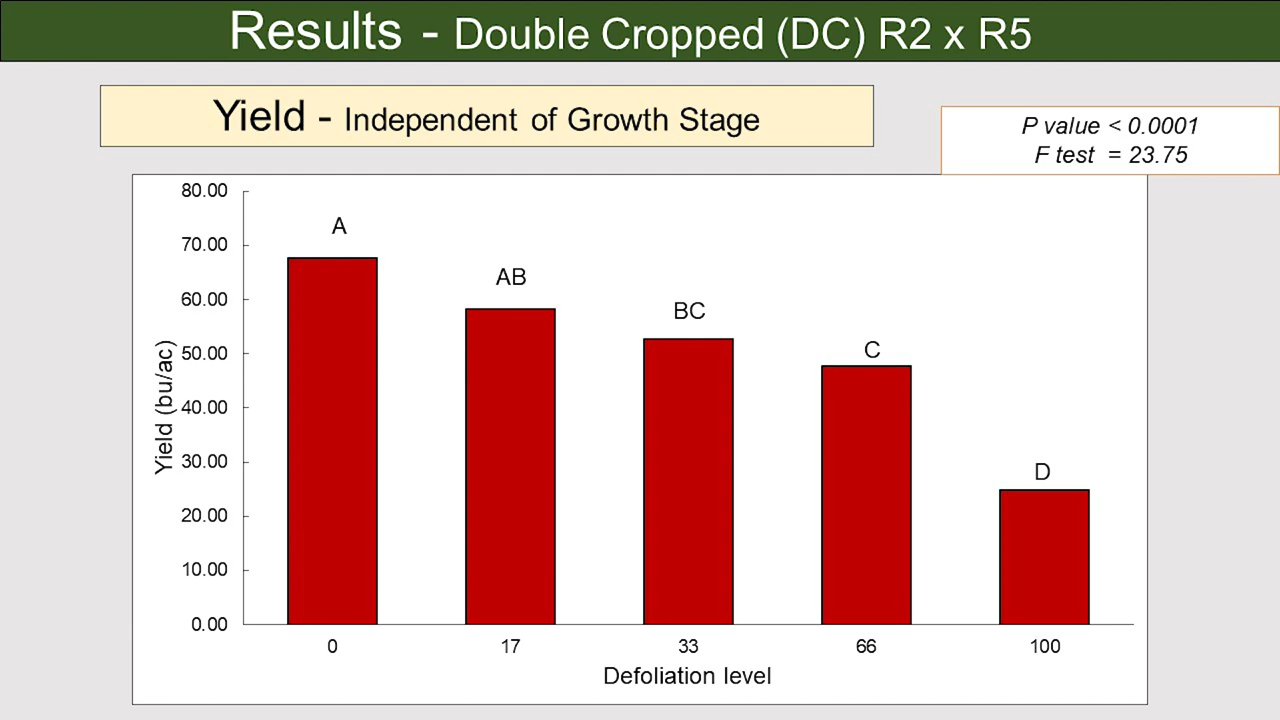 Results - Double Cropped (DC) R2 x R5
Yield - Independent of Growth Stage
P value < 0.0001
F test = 23.75
80.00
70.00
60.00
50.00
40.00
30.00
20.00
10.00
0.00
Yield (bu/ac)
A
AB
BC
C
D
0 17 33 66 100
Defoliation level